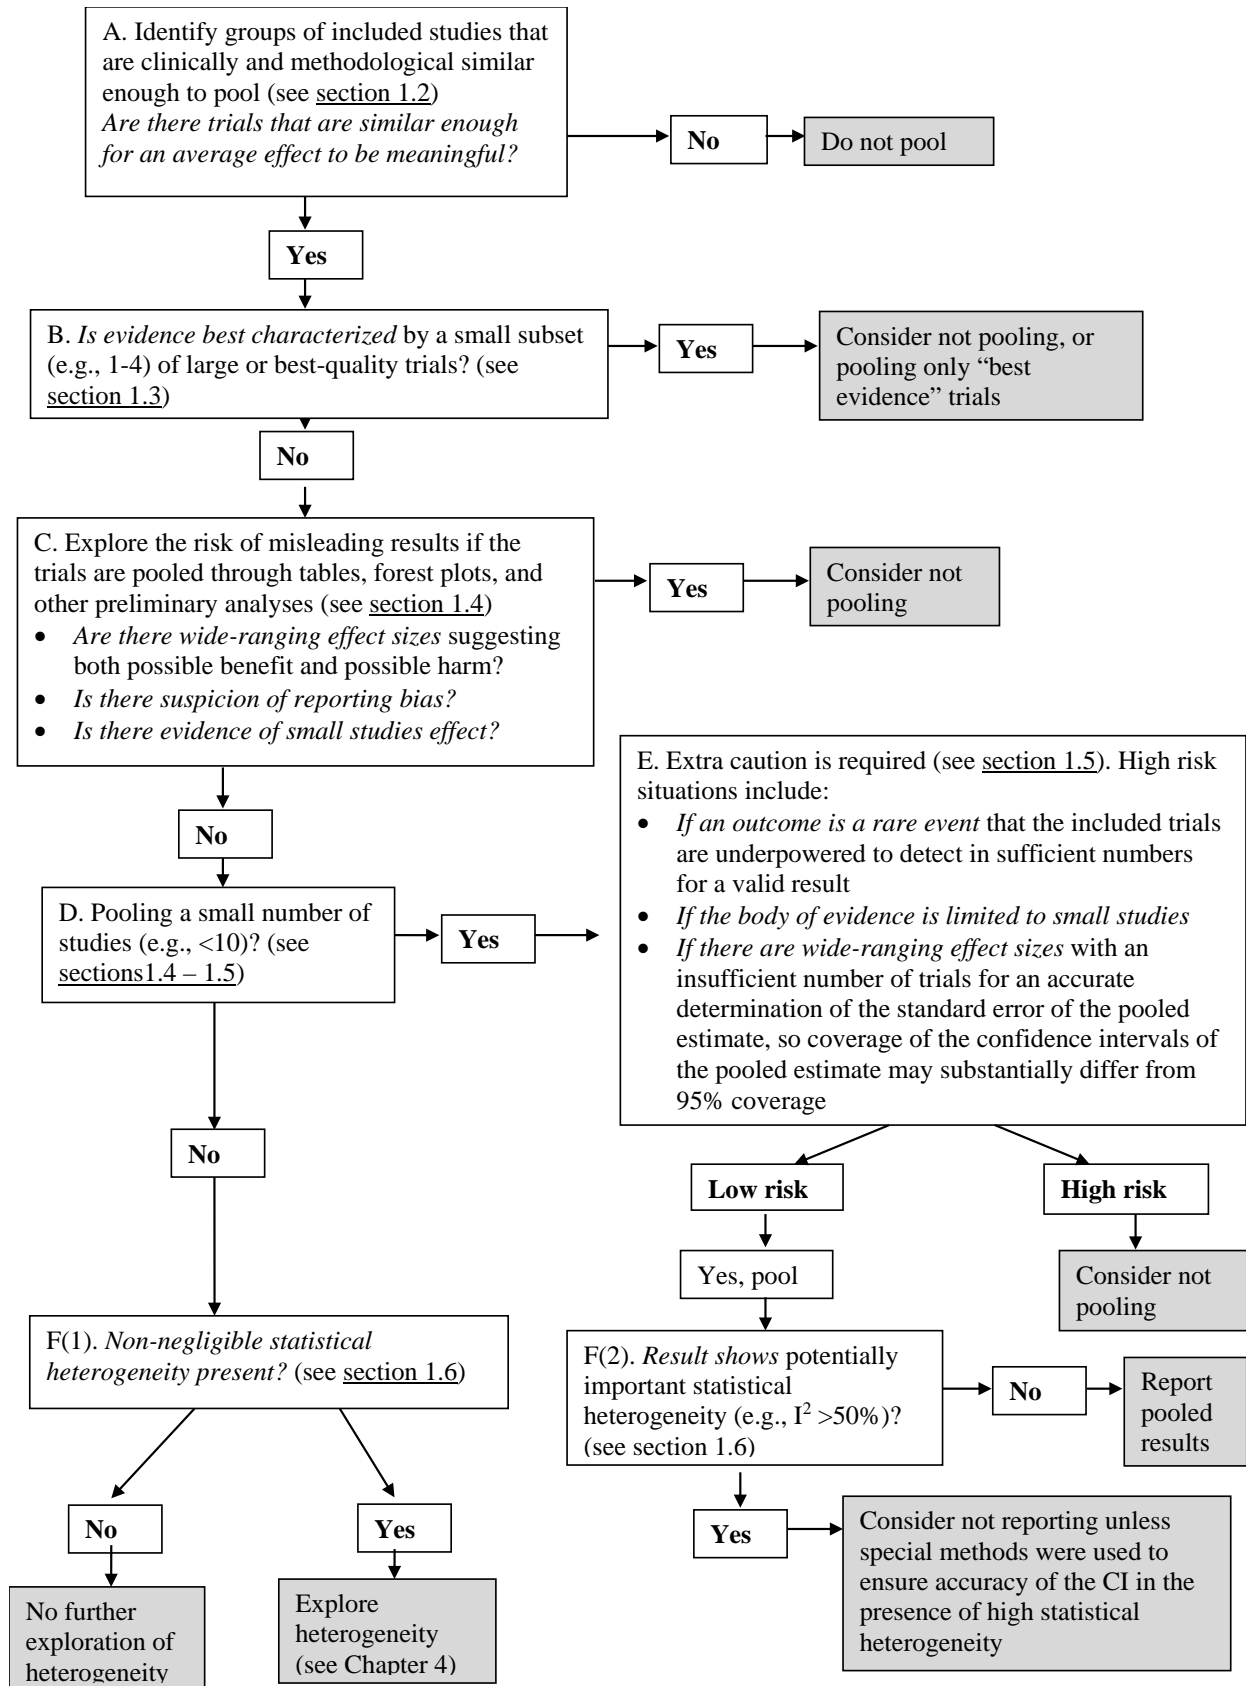 A. Identify groups of included studies that
are clinically and methodological similar
enough to pool (see section 1.2)
Are there trials that are similar enough
for an average effect to be meaningful?
No
Do not pool
Yes
B. Is evidence best characterized by a small subset
(e.g., 1-4) of large or best-quality trials? (see
section 1.3)
Yes
Consider not pooling, or
pooling only “best
evidence” trials
No
C. Explore the risk of misleading results if the
trials are pooled through tables, forest plots, and
other preliminary analyses (see section 1.4)
• Are there wide-ranging effect sizes suggesting
both possible benefit and possible harm?
• Is there suspicion of reporting bias?
• Is there evidence of small studies effect?
Yes
Consider not
pooling
No
D. Pooling a small number of
studies (e.g., <10)? (see
sections1.4 – 1.5)
Yes
E. Extra caution is required (see section 1.5). High risk
situations include:
• If an outcome is a rare event that the included trials
are underpowered to detect in sufficient numbers
for a valid result
• If the body of evidence is limited to small studies
• If there are wide-ranging effect sizes with an
insufficient number of trials for an accurate
determination of the standard error of the pooled
estimate, so coverage of the confidence intervals of
the pooled estimate may substantially differ from
95% coverage
No
Low risk
High risk
Yes, pool
Consider not
pooling
F(1). Non-negligible statistical
heterogeneity present? (see section 1.6)
F(2). Result shows potentially
important statistical
heterogeneity (e.g., I² >50%)?
(see section 1.6)
No
Report
pooled
results
No
Yes
Yes
Consider not reporting unless
special methods were used to
ensure accuracy of the CI in the
presence of high statistical
heterogeneity
No further
exploration of
heterogeneity
Explore
heterogeneity
(see Chapter 4)